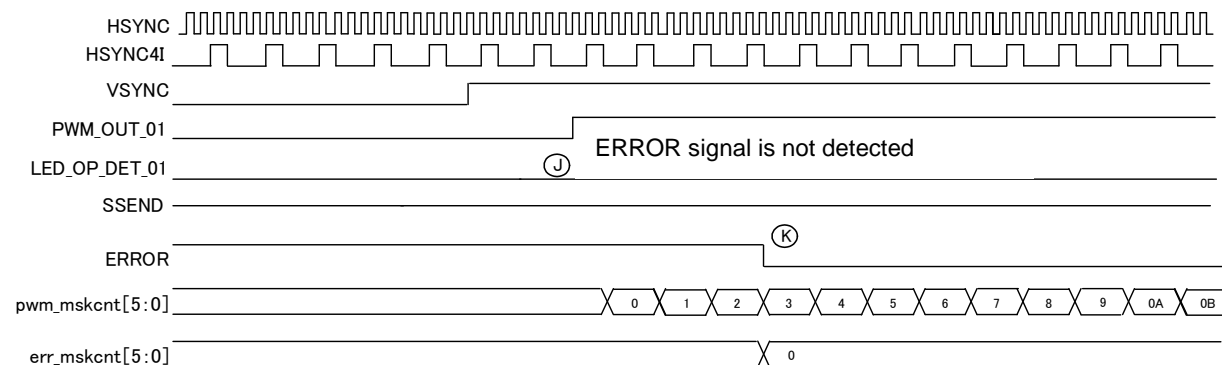 HSYNC
HSYNC4I
VSYNC
PWM_OUT_01
ERROR signal is not detected
LED_OP_DET_01
J
SSEND
K
ERROR
pwm_mskcnt[5:0] 0 1 2 3 4 5 6 7 8 9 0A 0B
err_mskcnt[5:0] 0